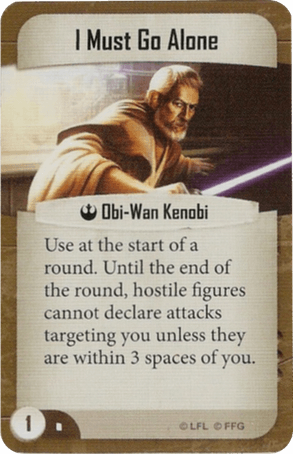 I Must Go Alone
Obi-Wan Kenobi
Use at the start of a
round. Until the end of
the round, hostile figures
cannot declare attacks
targeting you unless they
are within 3 spaces of you.
1
© LFL © FFG